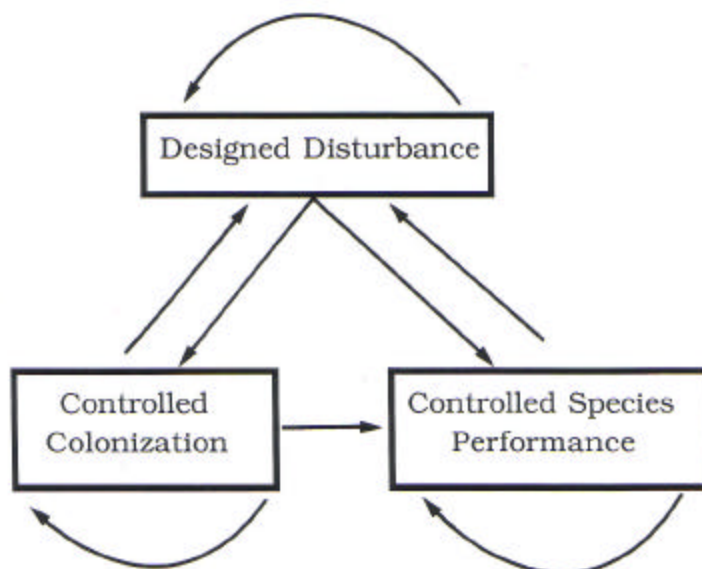 Designed Disturbance
Controlled
Colonization
Controlled Species
Performance